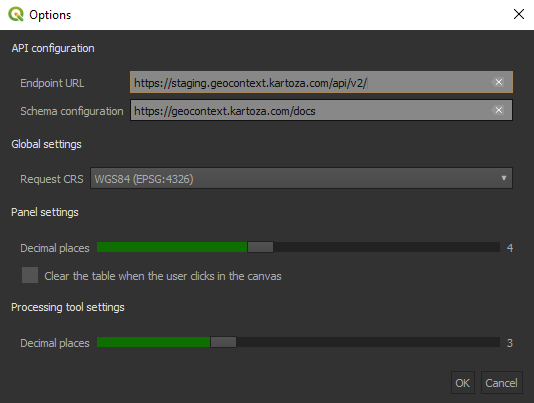 Options
API configuration
Endpoint URL https://staging.geocontext.kartoza.com/api/v2/
Schema configuration https://geocontext.kartoza.com/docs
Global settings
Request CRS WGS84 (EPSG:4326)
Panel settings
Decimal places 4
Clear the table when the user clicks in the canvas
Processing tool settings
Decimal places 3
OK Cancel